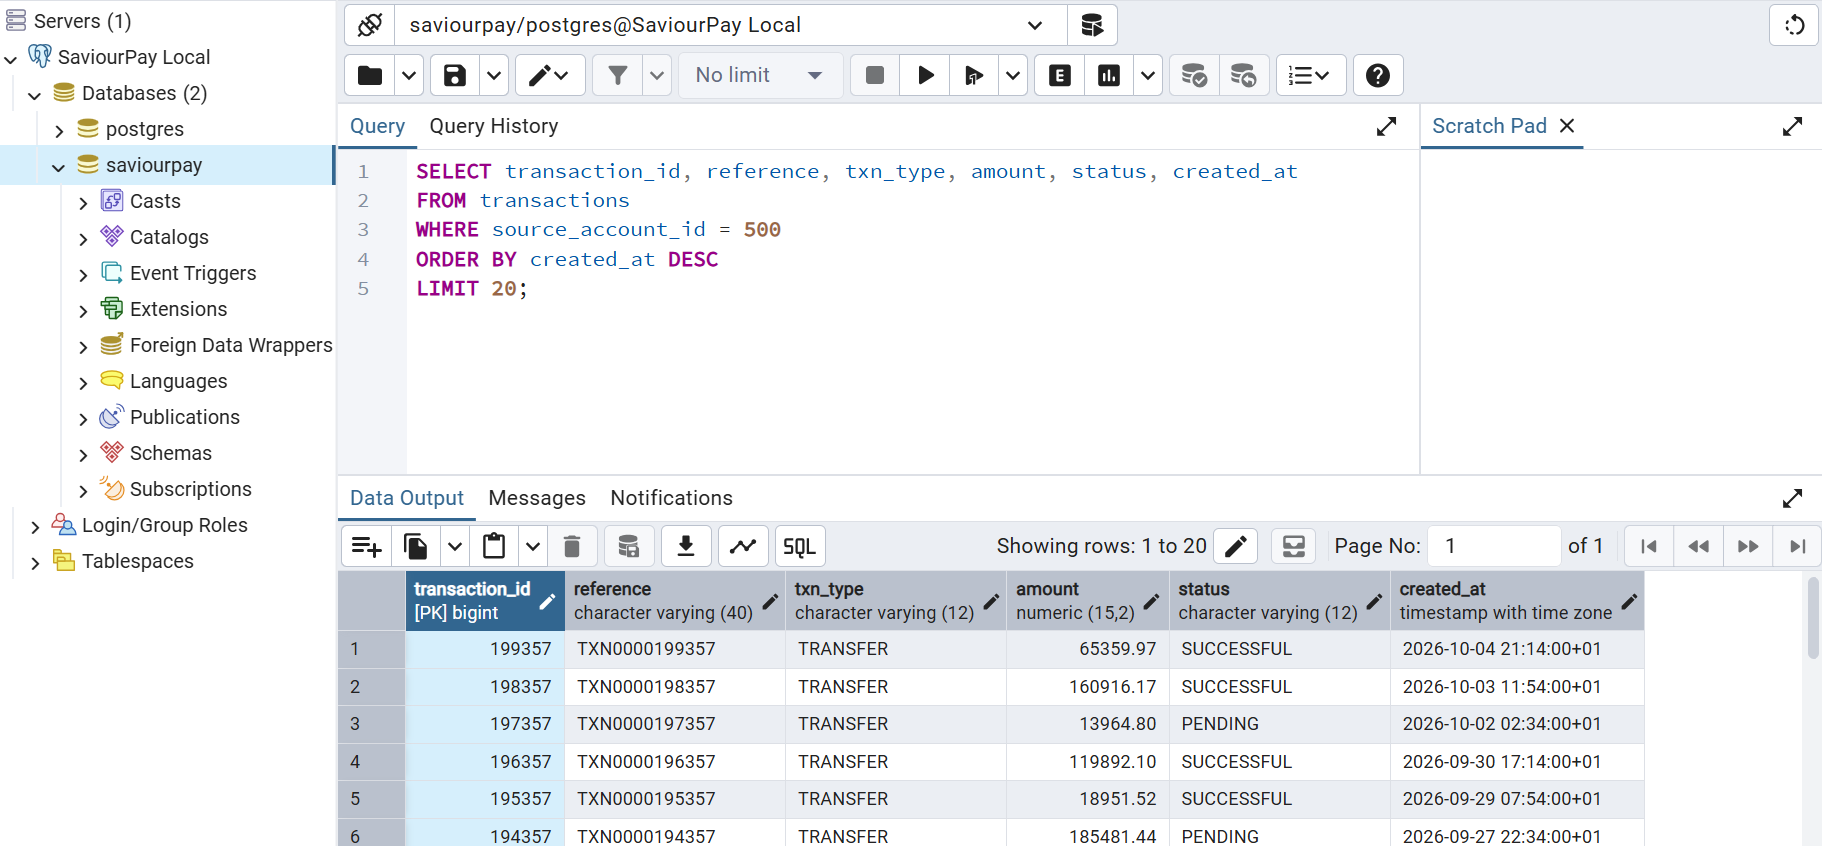 Servers (1)
SaviourPay Local
Databases (2)
postgres
saviourpay
Casts
Catalogs
Event Triggers
Extensions
Foreign Data Wrappers
Languages
Publications
Schemas
Subscriptions
Login/Group Roles
Tablespaces
saviourpay/postgres@SaviourPay Local
No limit
E
Query Query History
Scratch Pad
1 SELECT transaction_id, reference, txn_type, amount, status, created_at
2 FROM transactions
3 WHERE source_account_id = 500
4 ORDER BY created_at DESC
5 LIMIT 20;
Data Output Messages Notifications
SQL Showing rows: 1 to 20 Page No: 1 of 1
transaction_id reference txn_type amount status created_at
[PK] bigint character varying (40) character varying (12) numeric (15,2) character varying (12) timestamp with time zone
1 199357 TXN0000199357 TRANSFER 65359.97 SUCCESSFUL 2026-10-04 21:14:00+01
2 198357 TXN0000198357 TRANSFER 160916.17 SUCCESSFUL 2026-10-03 11:54:00+01
3 197357 TXN0000197357 TRANSFER 13964.80 PENDING 2026-10-02 02:34:00+01
4 196357 TXN0000196357 TRANSFER 119892.10 SUCCESSFUL 2026-09-30 17:14:00+01
5 195357 TXN0000195357 TRANSFER 18951.52 SUCCESSFUL 2026-09-29 07:54:00+01
6 194357 TXN0000194357 TRANSFER 185481.44 PENDING 2026-09-27 22:34:00+01